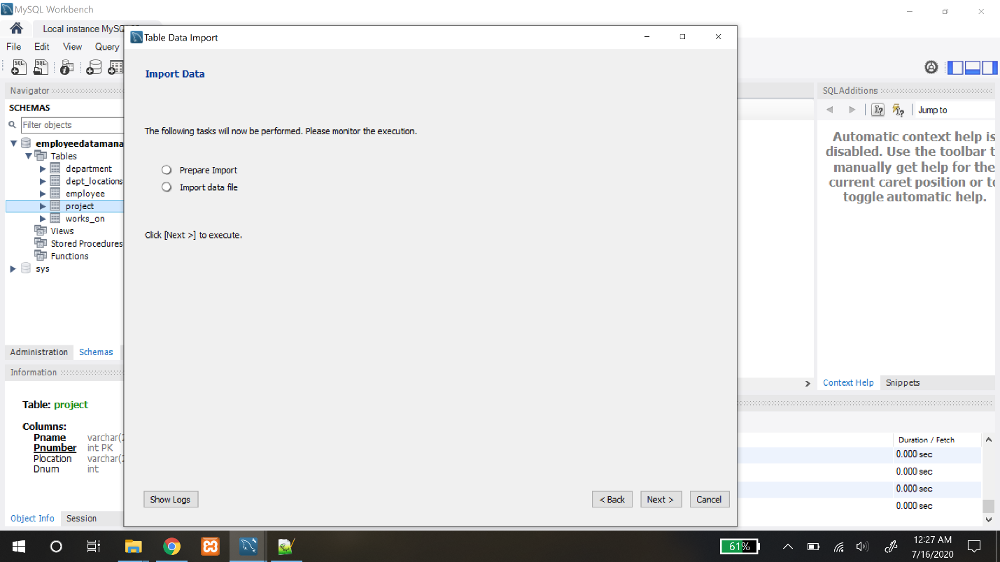 MySQL Workbench
Local instance MySQL
File Edit View Query
Navigator
SCHEMAS
Filter objects
employeedatamana
Tables
department
dept_locations
employee
project
works_on
Views
Stored Procedures
Functions
sys
Administration Schemas
Information
Table: project
Columns:
Pname varchar(2
Pnumber int PK
Plocation varchar(2
Dnum int
Object Info Session
Table Data Import
Import Data
The following tasks will now be performed. Please monitor the execution.
Prepare Import
Import data file
Click [Next >] to execute.
Show Logs < Back Next > Cancel
SQLAdditions
Jump to
Automatic context help is
disabled. Use the toolbar t
manually get help for the
current caret position or to
toggle automatic help.
Context Help Snippets
Duration / Fetch
0.000 sec
0.000 sec
0.000 sec
0.000 sec
61%
12:27 AM
7/16/2020